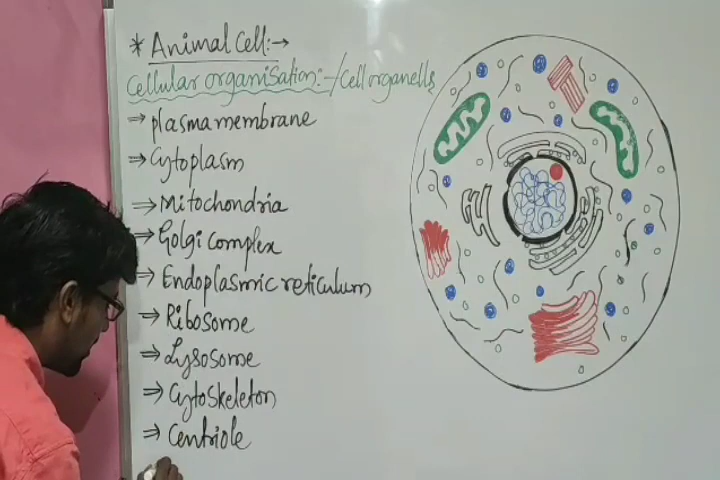 * Animal Cell:→
Cellular organisation:-/Cell organells
⇒ plasma membrane
⇒ Cytoplasm
⇒ Mitochondria
⇒ Golgi complex
⇒ Endoplasmic reticulum
⇒ Ribosome
⇒ Lysosome
⇒ Cytoskeleton
⇒ Centriole
⇒